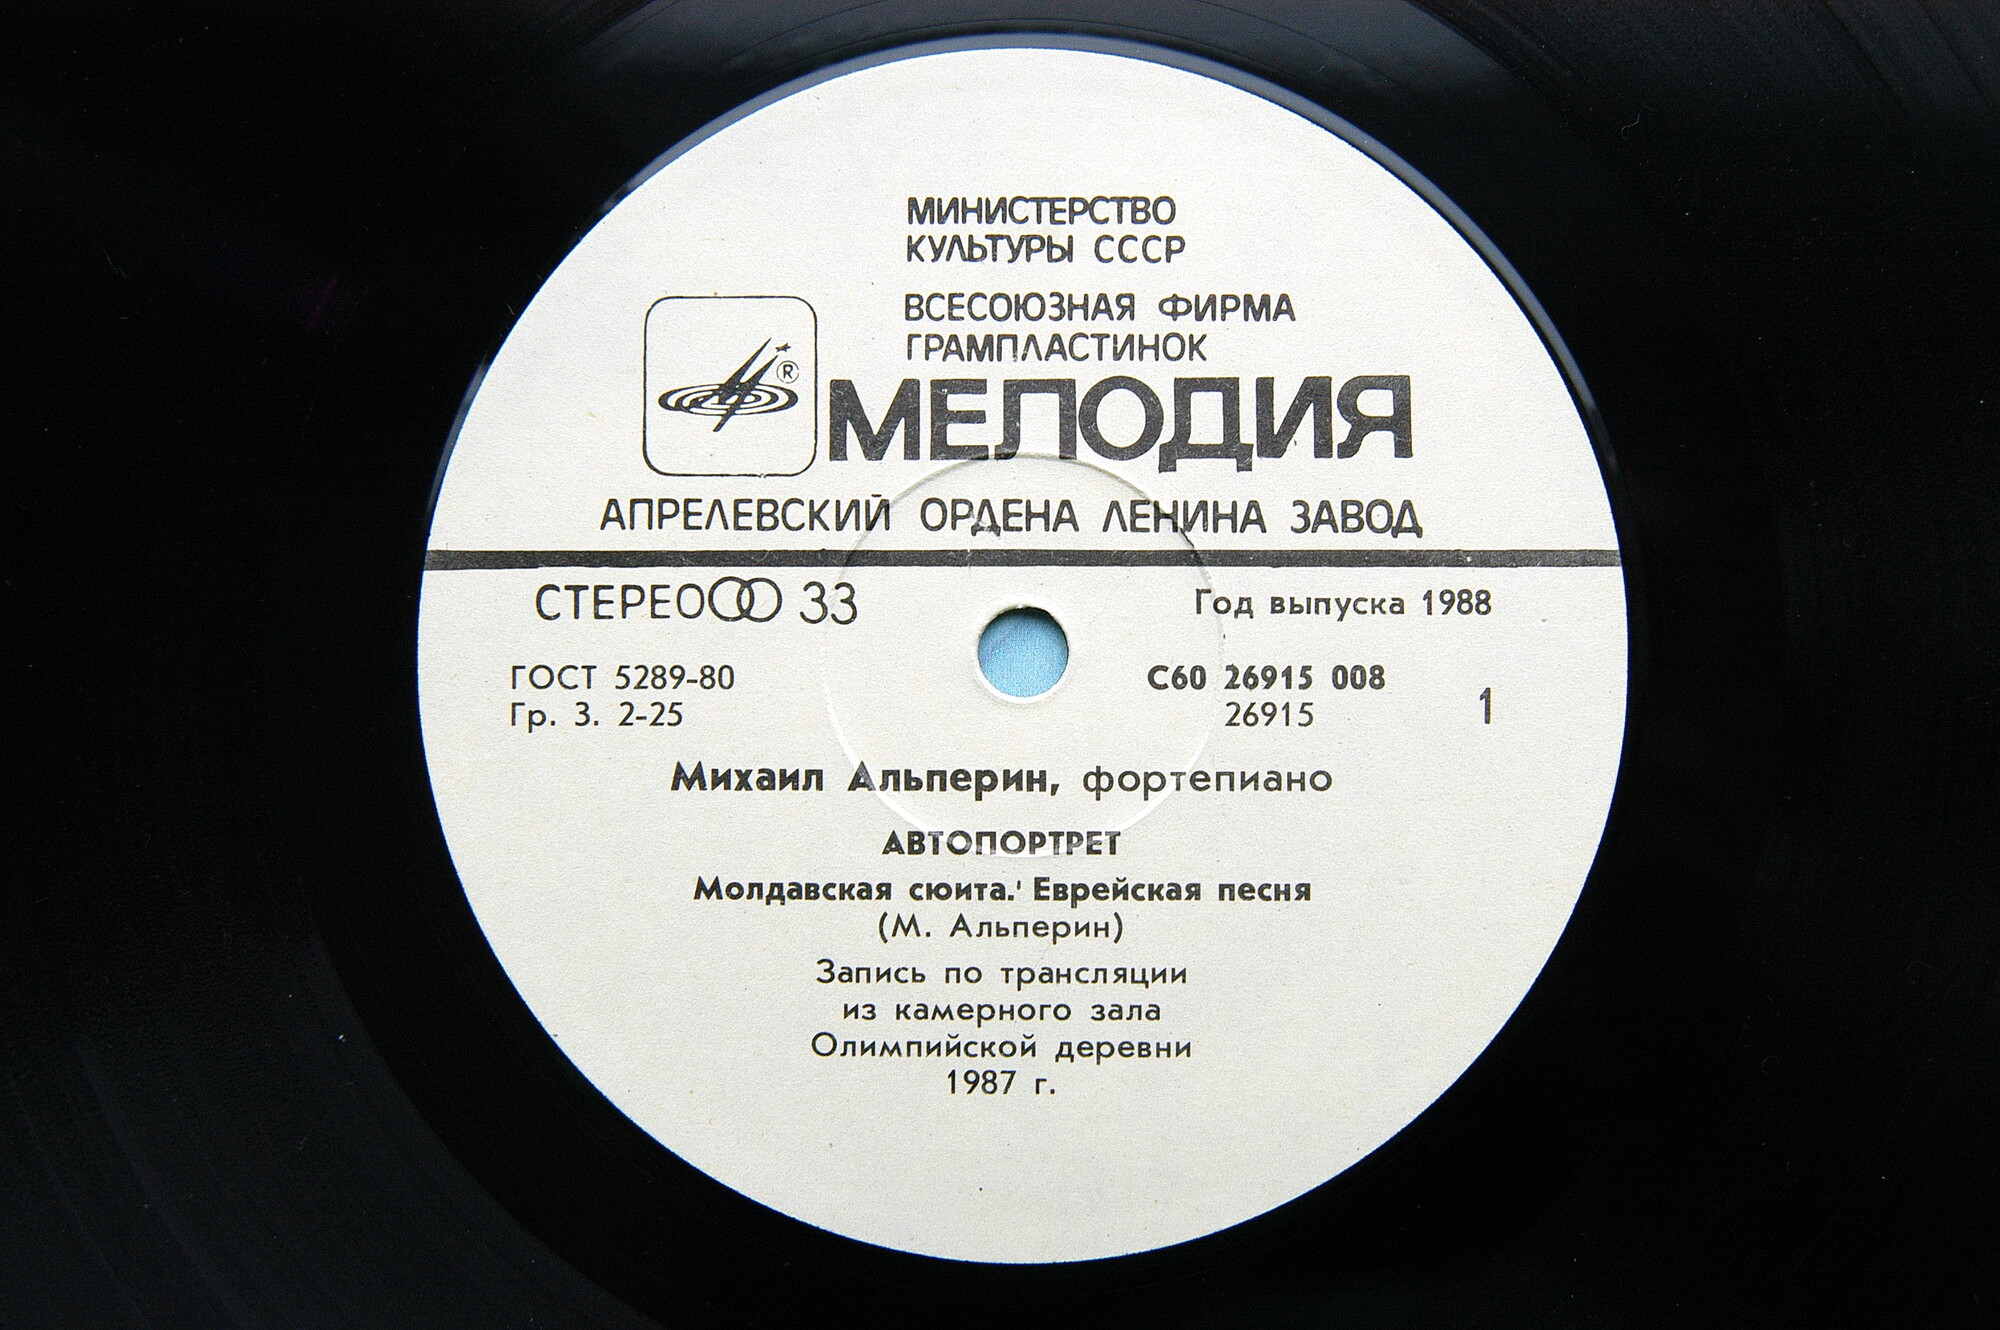 МИНИСТЕРСТВО
КУЛЬТУРЫ СССР
ВСЕСОЮЗНАЯ ФИРМА
ГРАМПЛАСТИНОК
®
МЕЛОДИЯ
АПРЕЛЕВСКИЙ ОРДЕНА ЛЕНИНА ЗАВОД
СТЕРЕО 33
Год выпуска 1988
ГОСТ 5289-80
Гр. 3. 2-25
С60 26915 008
26915
1
Михаил Альперин, фортепиано
АВТОПОРТРЕТ
Молдавская сюита. Еврейская песня
(М. Альперин)
Запись по трансляции
из камерного зала
Олимпийской деревни
1987 г.